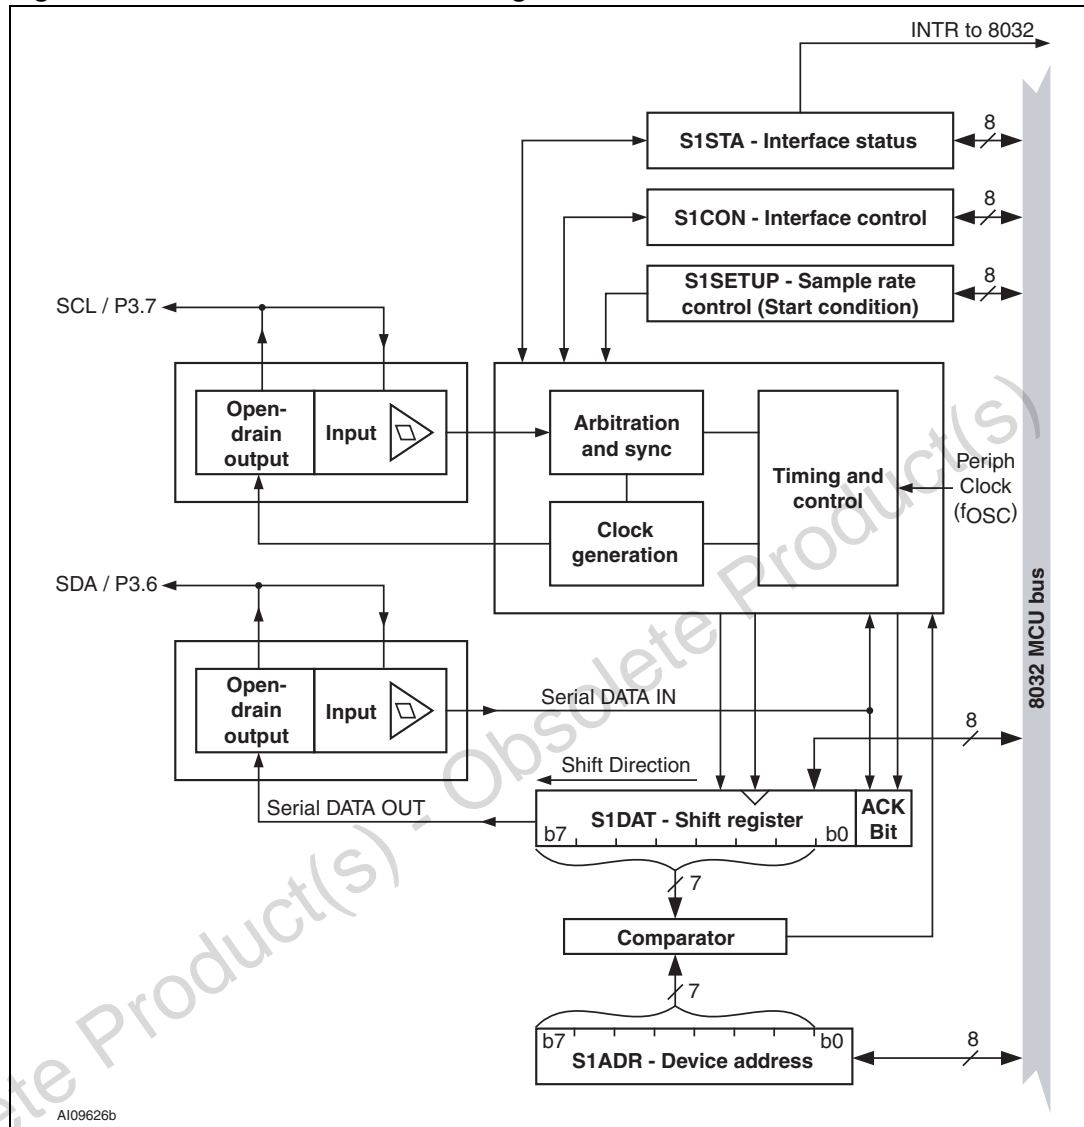 INTR to 8032
S1STA - Interface status
8
S1CON - Interface control
8
S1SETUP - Sample rate
control (Start condition)
8
SCL / P3.7
Open-
drain
output
Input
Arbitration
and sync
Timing and
control
Periph
Clock
(fOSC)
Clock
generation
SDA / P3.6
Open-
drain
output
Input
Serial DATA IN
8032 MCU bus
8
Shift Direction
Serial DATA OUT
S1DAT - Shift register
b7
b0
ACK
Bit
7
Comparator
7
b7
b0
S1ADR - Device address
8
AI09626b
ete Product(s) - Obsolete Product(s)